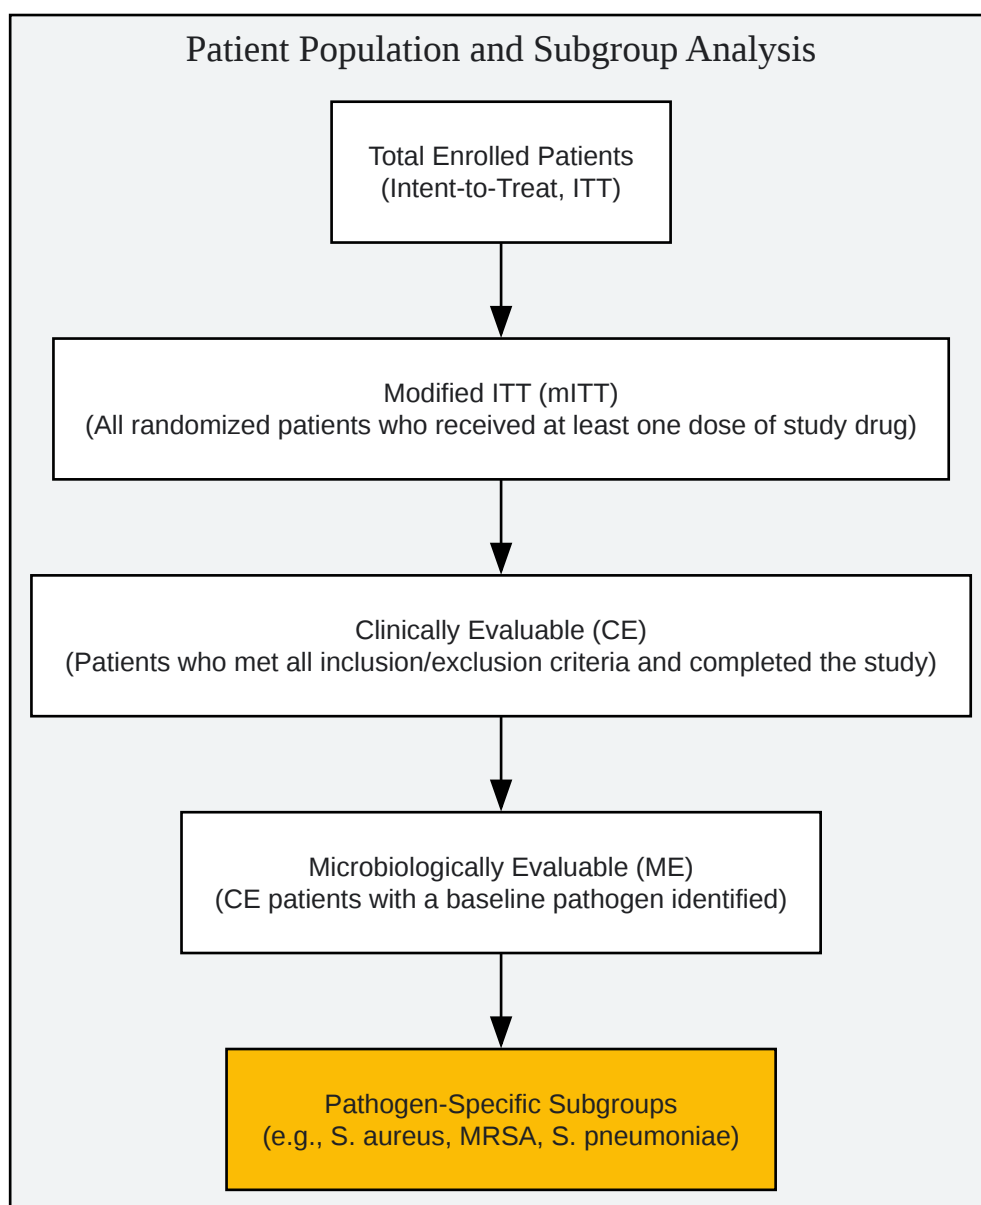 Patient Population and Subgroup Analysis
Total Enrolled Patients
(Intent-to-Treat, ITT)
Modified ITT (mITT)
(All randomized patients who received at least one dose of study drug)
Clinically Evaluable (CE)
(Patients who met all inclusion/exclusion criteria and completed the study)
Microbiologically Evaluable (ME)
(CE patients with a baseline pathogen identified)
Pathogen-Specific Subgroups
(e.g., S. aureus, MRSA, S. pneumoniae)